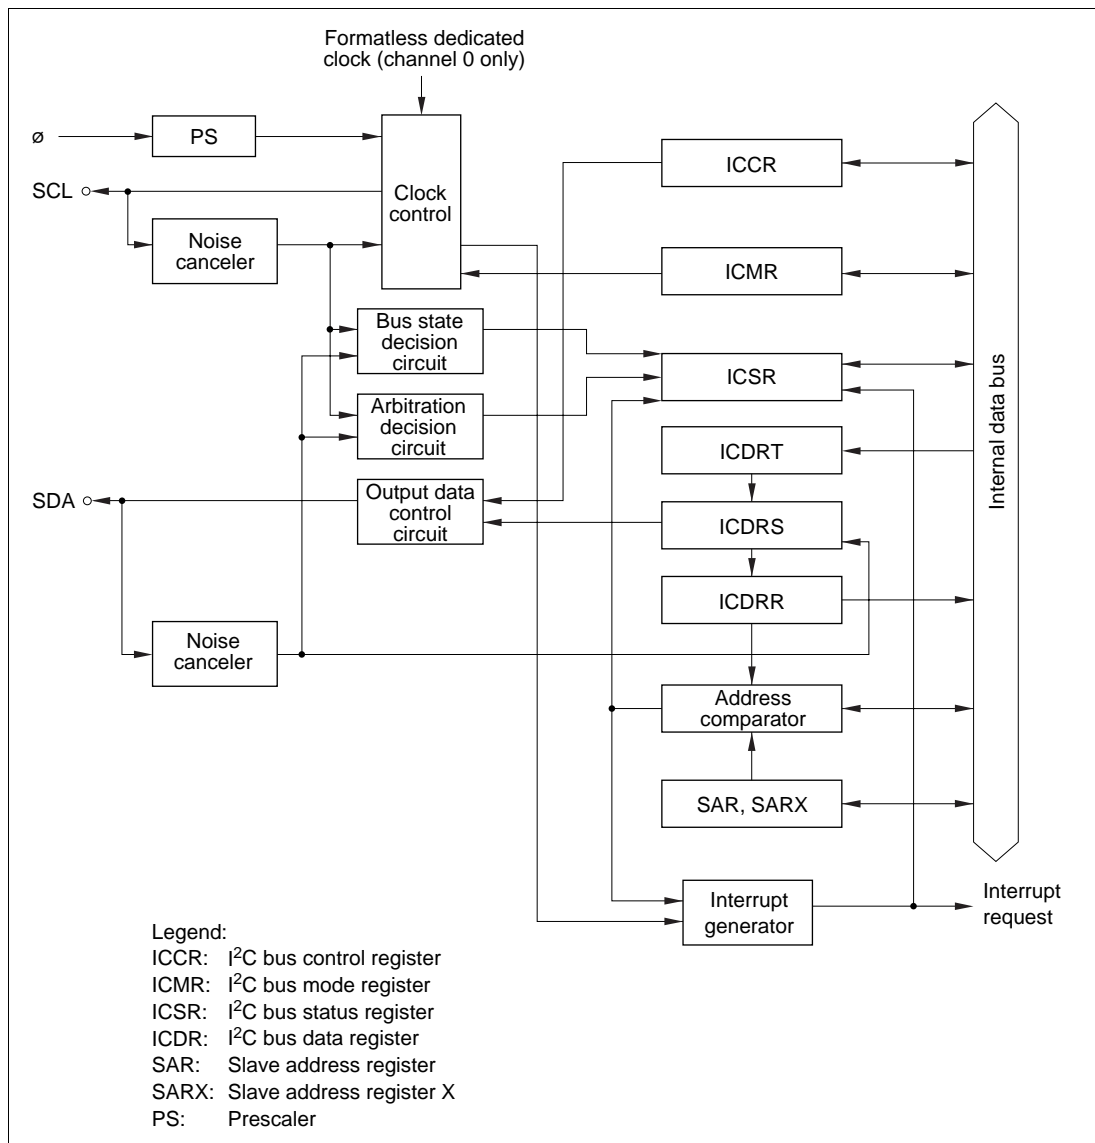 Formatless dedicated
clock (channel 0 only)
ø
PS
SCL
Clock
control
Noise
canceler
ICCR
ICMR
Bus state
decision
circuit
ICSR
Arbitration
decision
circuit
ICDRT
SDA
Output data
control
circuit
ICDRS
ICDRR
Noise
canceler
Address
comparator
SAR, SARX
Internal data bus
Interrupt
generator
Interrupt
request
Legend:
ICCR: I²C bus control register
ICMR: I²C bus mode register
ICSR: I²C bus status register
ICDR: I²C bus data register
SAR: Slave address register
SARX: Slave address register X
PS: Prescaler